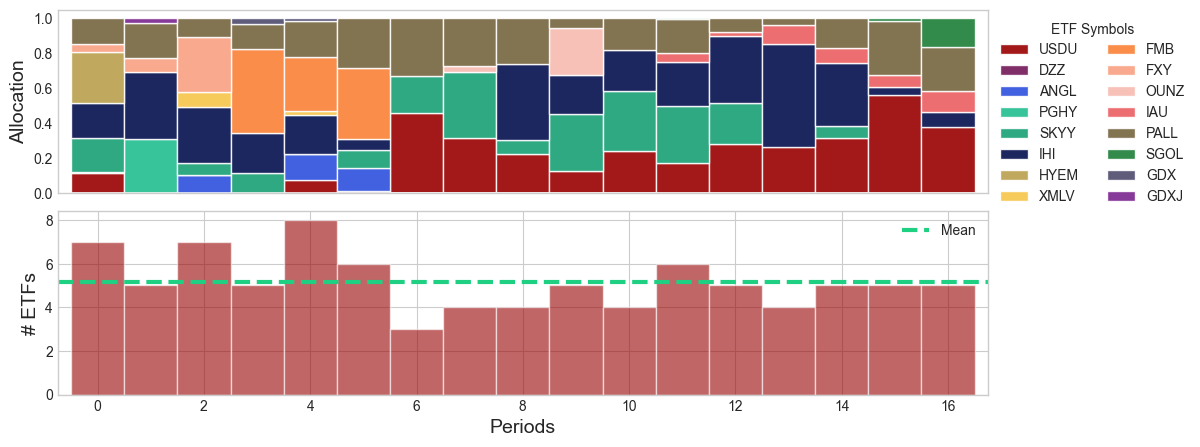 1.0
0.8
0.6
0.4
0.2
0.0
Allocation
ETF Symbols
USDU
DZZ
ANGL
PGHY
SKYY
IHI
HYEM
XMLV
FMB
FXY
OUNZ
IAU
PALL
SGOL
GDX
GDXJ
8
6
4
2
0
# ETFs
Mean
0 2 4 6 8 10 12 14 16
Periods